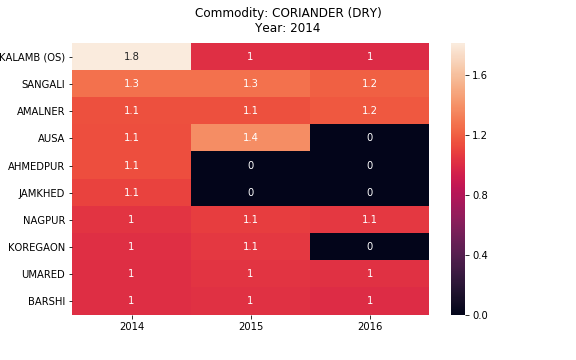 Commodity: CORIANDER (DRY)
Year: 2014
KALAMB (OS) 1.8 1 1
SANGALI 1.3 1.3 1.2
AMALNER 1.1 1.1 1.2
AUSA 1.1 1.4 0
AHMEDPUR 1.1 0 0
JAMKHED 1.1 0 0
NAGPUR 1 1.1 1.1
KOREGAON 1 1.1 0
UMARED 1 1 1
BARSHI 1 1 1
2014 2015 2016
1.6
1.2
0.8
0.4
0.0